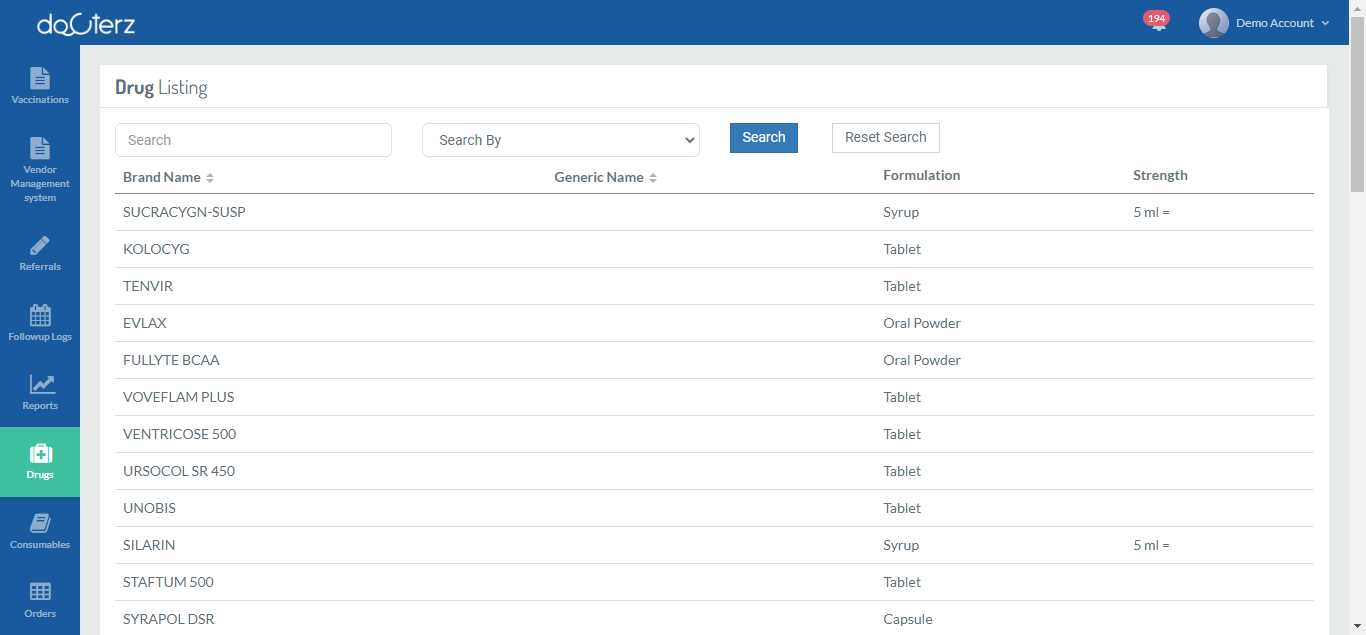 daOcterz
194
Demo Account
Vaccinations
Vendor
Management
system
Referrals
Followup Logs
Reports
Drugs
Consumables
Orders
Drug Listing
Search
Search By
Search
Reset Search
Brand Name Generic Name Formulation Strength
SUCRACYGN-SUSP Syrup 5 ml =
KOLOCYG Tablet
TENVIR Tablet
EVLAX Oral Powder
FULLYTE BCAA Oral Powder
VOVEFLAM PLUS Tablet
VENTRICOSE 500 Tablet
URSOCOL SR 450 Tablet
UNOBIS Tablet
SILARIN Syrup 5 ml =
STAFTUM 500 Tablet
SYRAPOL DSR Capsule